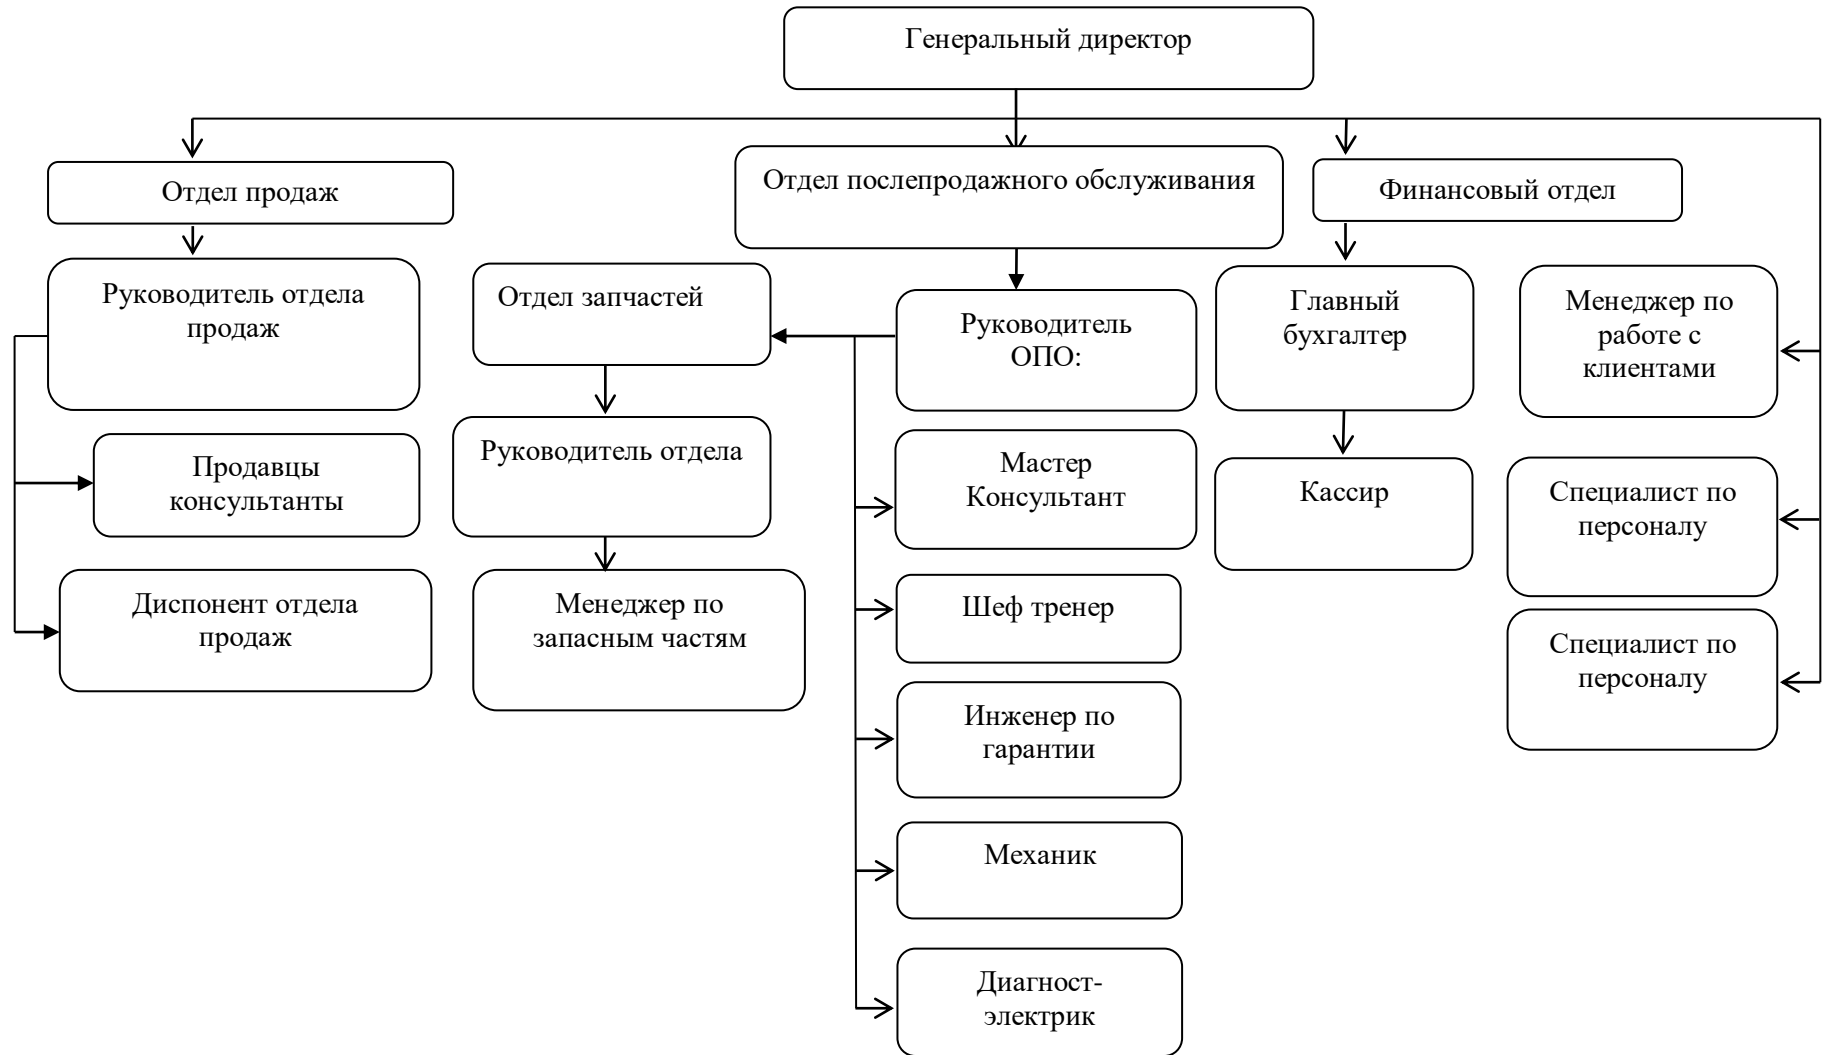 Генеральный директор
Отдел продаж
Отдел послепродажного обслуживания
Финансовый отдел
Руководитель отдела
продаж
Отдел запчастей
Руководитель
ОПО:
Главный
бухгалтер
Менеджер по
работе с
клиентами
Продавцы
консультанты
Руководитель отдела
Мастер
Консультант
Кассир
Специалист по
персоналу
Диспонент отдела
продаж
Менеджер по
запасным частям
Шеф тренер
Специалист по
персоналу
Инженер по
гарантии
Механик
Диагност-
электрик